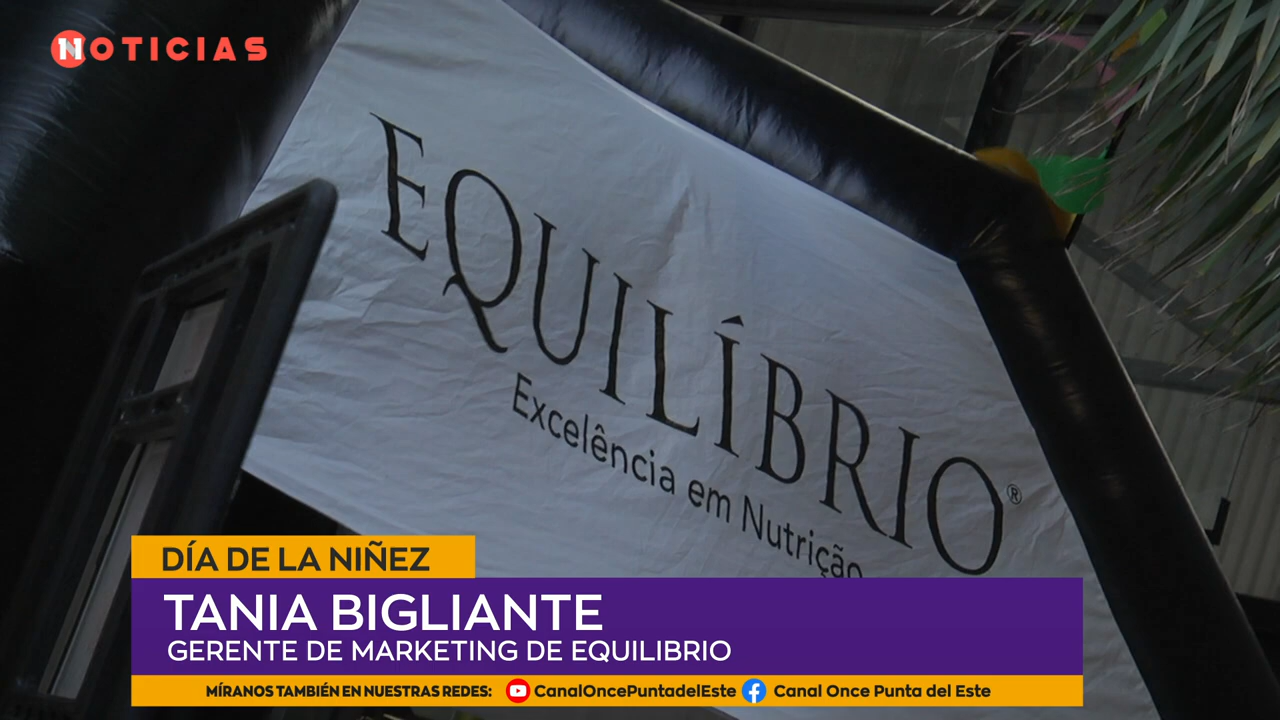 NOTICIAS
EQUILÍBRIO®
Excelência em Nutrição
DÍA DE LA NIÑEZ
TANIA BIGLIANTE
GERENTE DE MARKETING DE EQUILIBRIO
MÍRANOS TAMBIÉN EN NUESTRAS REDES: CanalOncePuntadelEste Canal Once Punta del Este